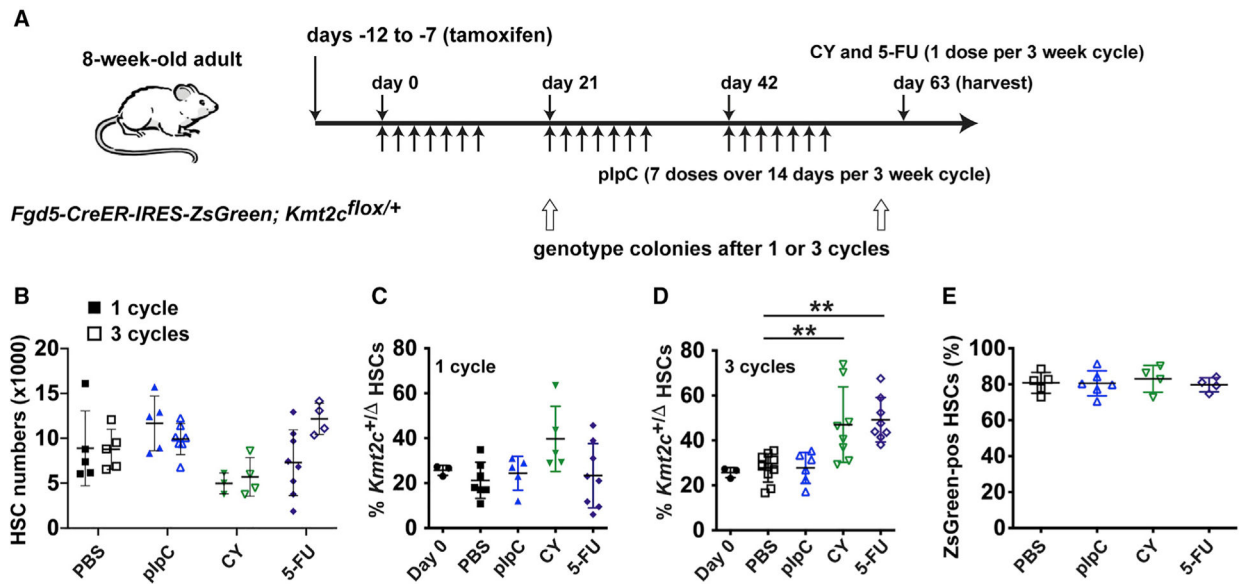 A
days -12 to -7 (tamoxifen)
8-week-old adult
CY and 5-FU (1 dose per 3 week cycle)
day 0
day 21
day 42
day 63 (harvest)
pIpC (7 doses over 14 days per 3 week cycle)
Fgd5-CreER-IRES-ZsGreen; Kmt2c^flox/+
genotype colonies after 1 or 3 cycles
B
1 cycle
3 cycles
HSC numbers (x1000)
20
15
10
5
0
PBS
pIpC
CY
5-FU
C
1 cycle
% Kmt2c^+/Δ HSCs
80
60
40
20
0
Day 0
PBS
pIpC
CY
5-FU
D
**
**
3 cycles
% Kmt2c^+/Δ HSCs
80
60
40
20
0
Day 0
PBS
pIpC
CY
5-FU
E
ZsGreen-pos HSCs (%)
100
80
60
40
20
0
PBS
pIpC
CY
5-FU